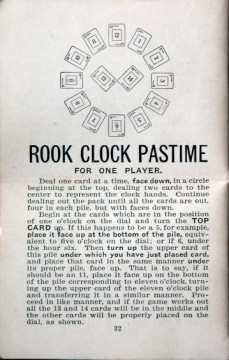 ROOK CLOCK PASTIME
FOR ONE PLAYER.
Deal one card at a time, face down, in a circle
beginning at the top, dealing two cards to the
center to represent the clock hands. Continue
dealing out the pack until all the cards are out,
four in each pile, but with faces down.
Begin at the cards which are in the position
of one o'clock on the dial and turn the TOP
CARD up. If this happens to be a 5, for example,
place it face up at the bottom of the pile, equiv-
alent to five o'clock on the dial; or if 6, under
the hour six. Then turn up the upper card of
this pile under which you have just placed card,
and place that card in the same manner under
its proper pile, face up. That is to say, if it
should be an 11, place it face up on the bottom
of the pile corresponding to eleven o'clock, turn-
ing up the upper card of the eleven o'clock pile
and transferring it in a similar manner. Pro-
ceed in like manner, and if the game works out
all the 13 and 14 cards will be in the middle and
the other cards will be properly placed on the
dial, as shown.
32